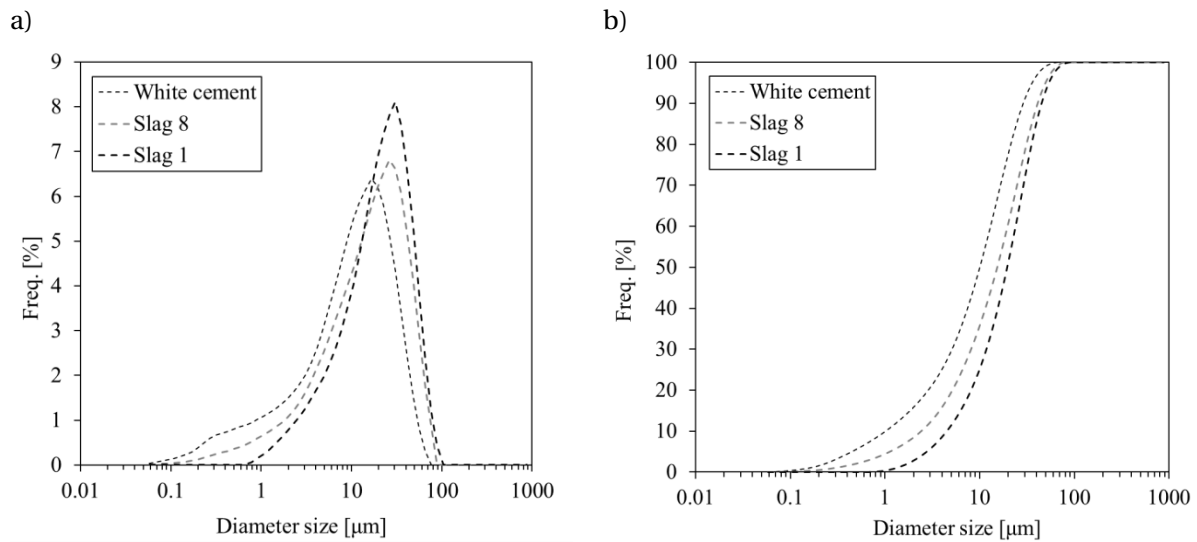 a)
b)
9
8
7
6
5
4
3
2
1
0
Freq. [%]
White cement
Slag 8
Slag 1
0.01
0.1
1
10
100
1000
Diameter size [μm]
100
90
80
70
60
50
40
30
20
10
0
Freq. [%]
White cement
Slag 8
Slag 1
0.01
0.1
1
10
100
1000
Diameter size [μm]